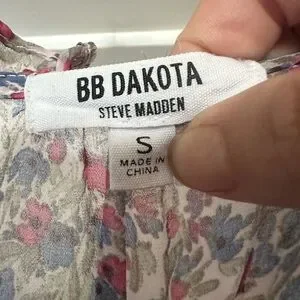 BB DAKOTA
STEVE MADDEN
S
MADE IN
CHINA